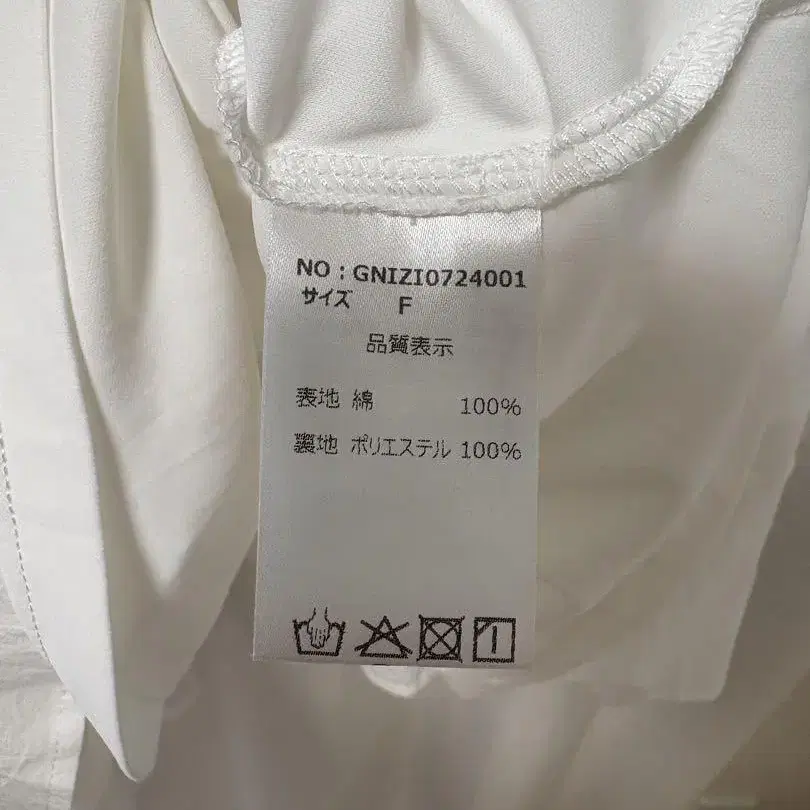 NO : GNIZI0724001
サイズ F
品質表示
表地 綿 100%
裏地 ポリエステル 100%